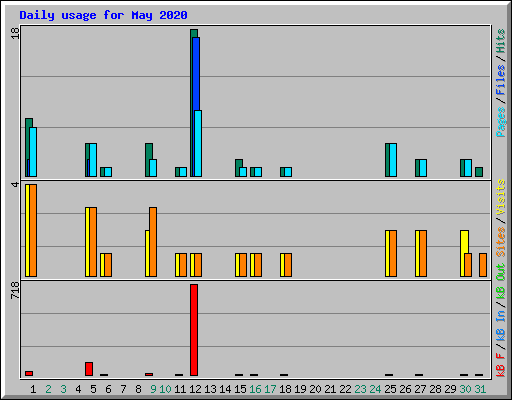 Daily usage for May 2020
18
Pages / Files / Hits
4
Sites / Visits
718
kB F / kB In / kB Out
1 2 3 4 5 6 7 8 9 10 11 12 13 14 15 16 17 18 19 20 21 22 23 24 25 26 27 28 29 30 31